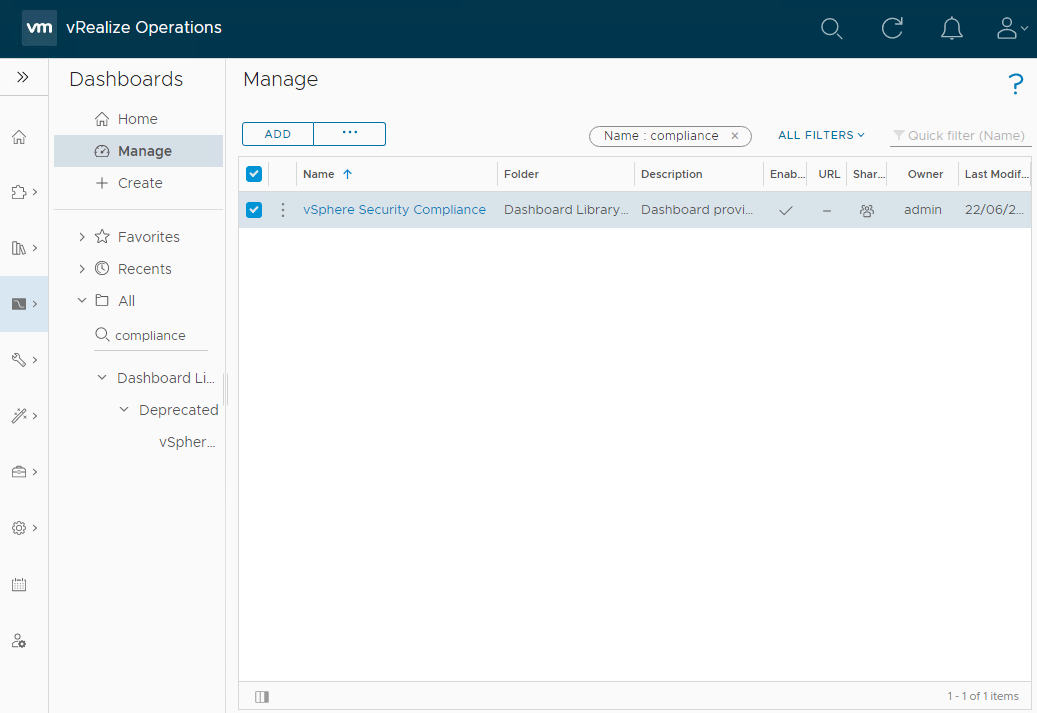 vm vRealize Operations
Dashboards
Home
Manage
Create
Favorites
Recents
All
compliance
Dashboard Li...
Deprecated
vSpher...
Manage
?
ADD ...
Name : compliance ×
ALL FILTERS
Quick filter (Name)
Name Folder Description Enab... URL Shar... Owner Last Modif...
vSphere Security Compliance Dashboard Library... Dashboard provi... – admin 22/06/2...
1 - 1 of 1 items